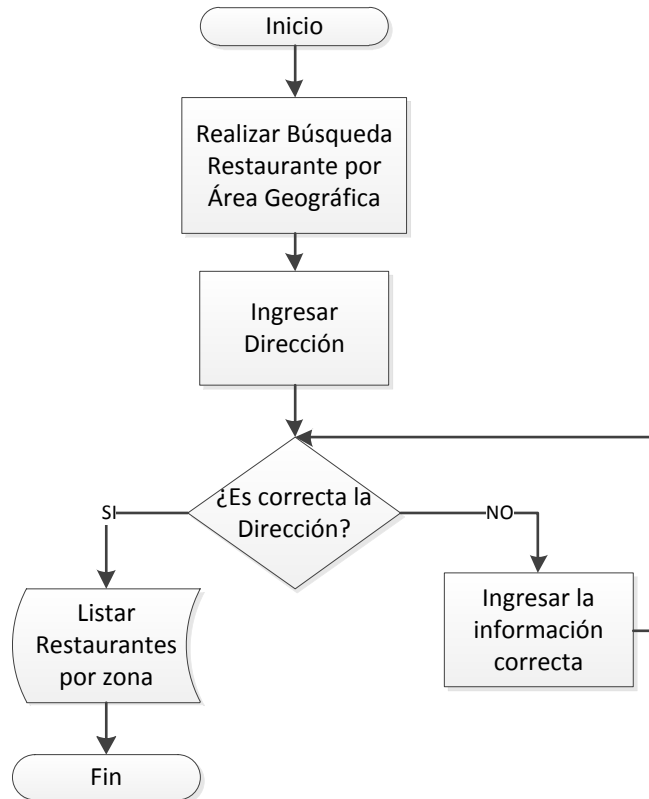 Inicio
Realizar Búsqueda
Restaurante por
Área Geográfica
Ingresar
Dirección
¿Es correcta la
Dirección?
SI
NO
Listar
Restaurantes
por zona
Ingresar la
información
correcta
Fin